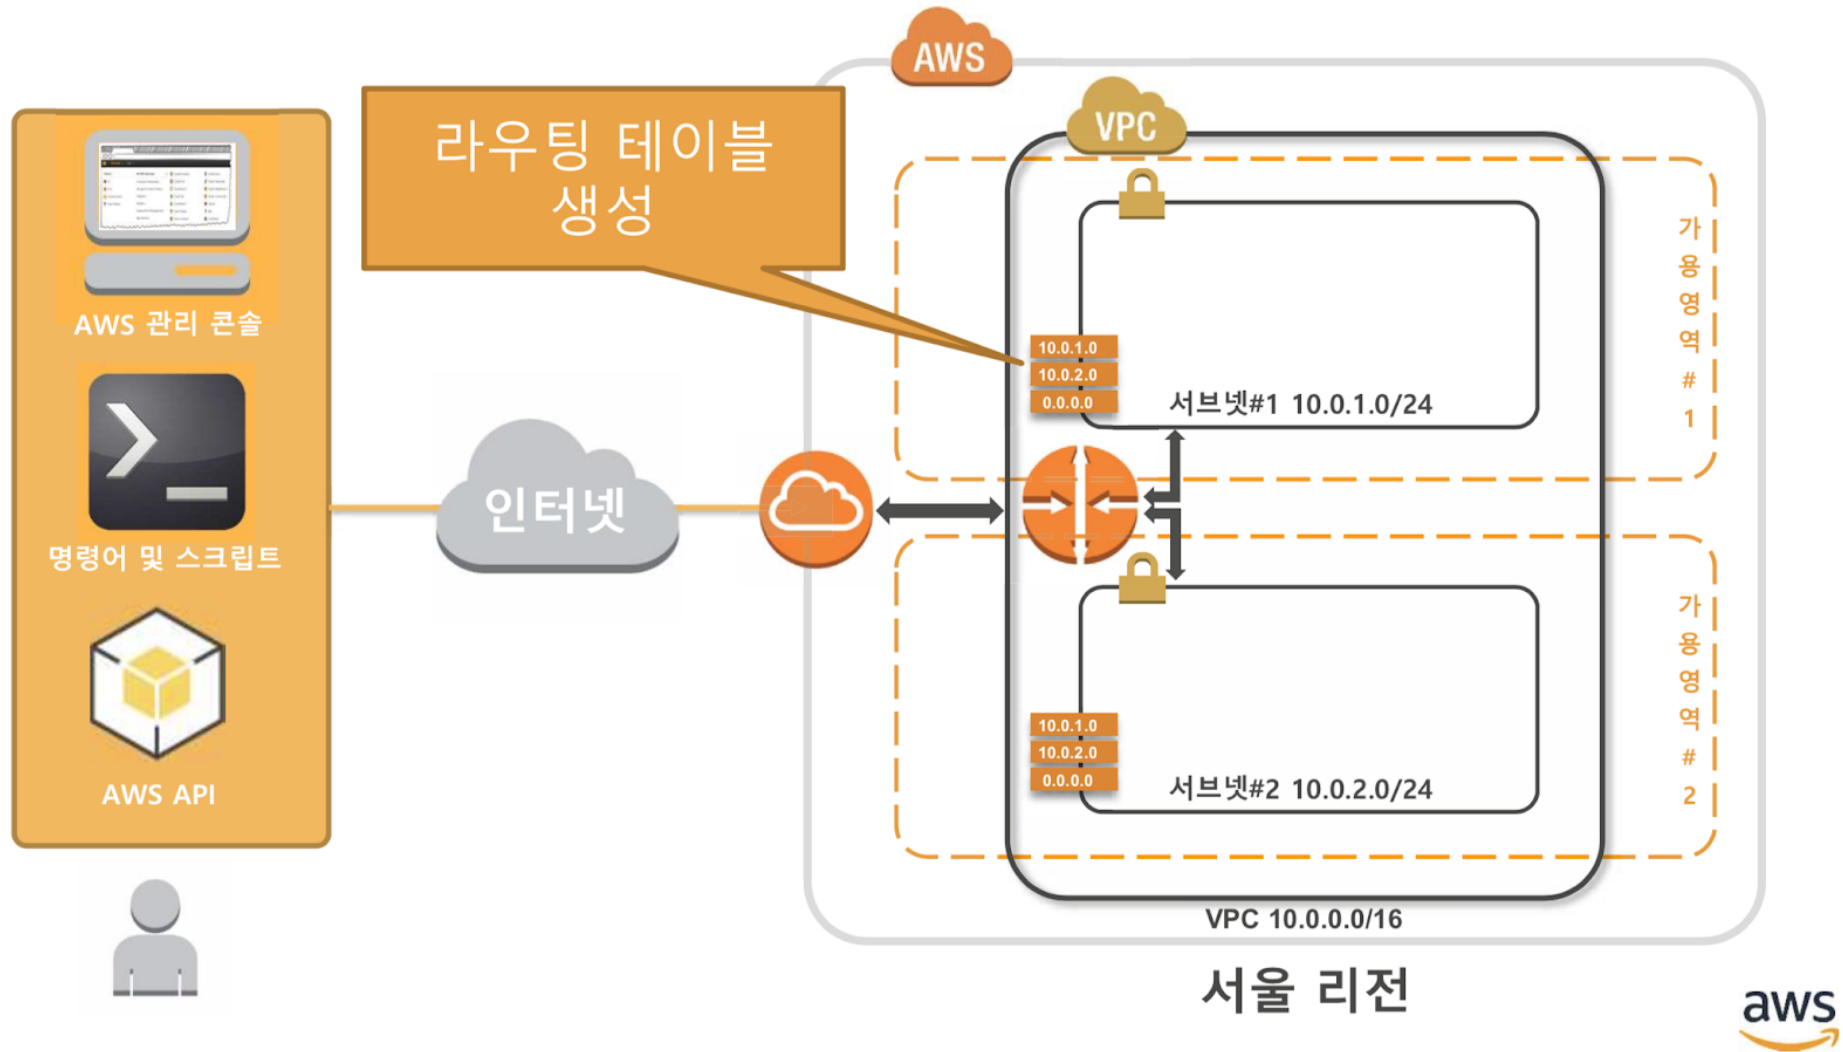 AWS
VPC
라우팅 테이블
생성
AWS 관리 콘솔
명령어 및 스크립트
AWS API
인터넷
10.0.1.0
10.0.2.0
0.0.0.0
서브넷#1 10.0.1.0/24
가용영역#1
10.0.1.0
10.0.2.0
0.0.0.0
서브넷#2 10.0.2.0/24
가용영역#2
VPC 10.0.0.0/16
서울 리전
aws